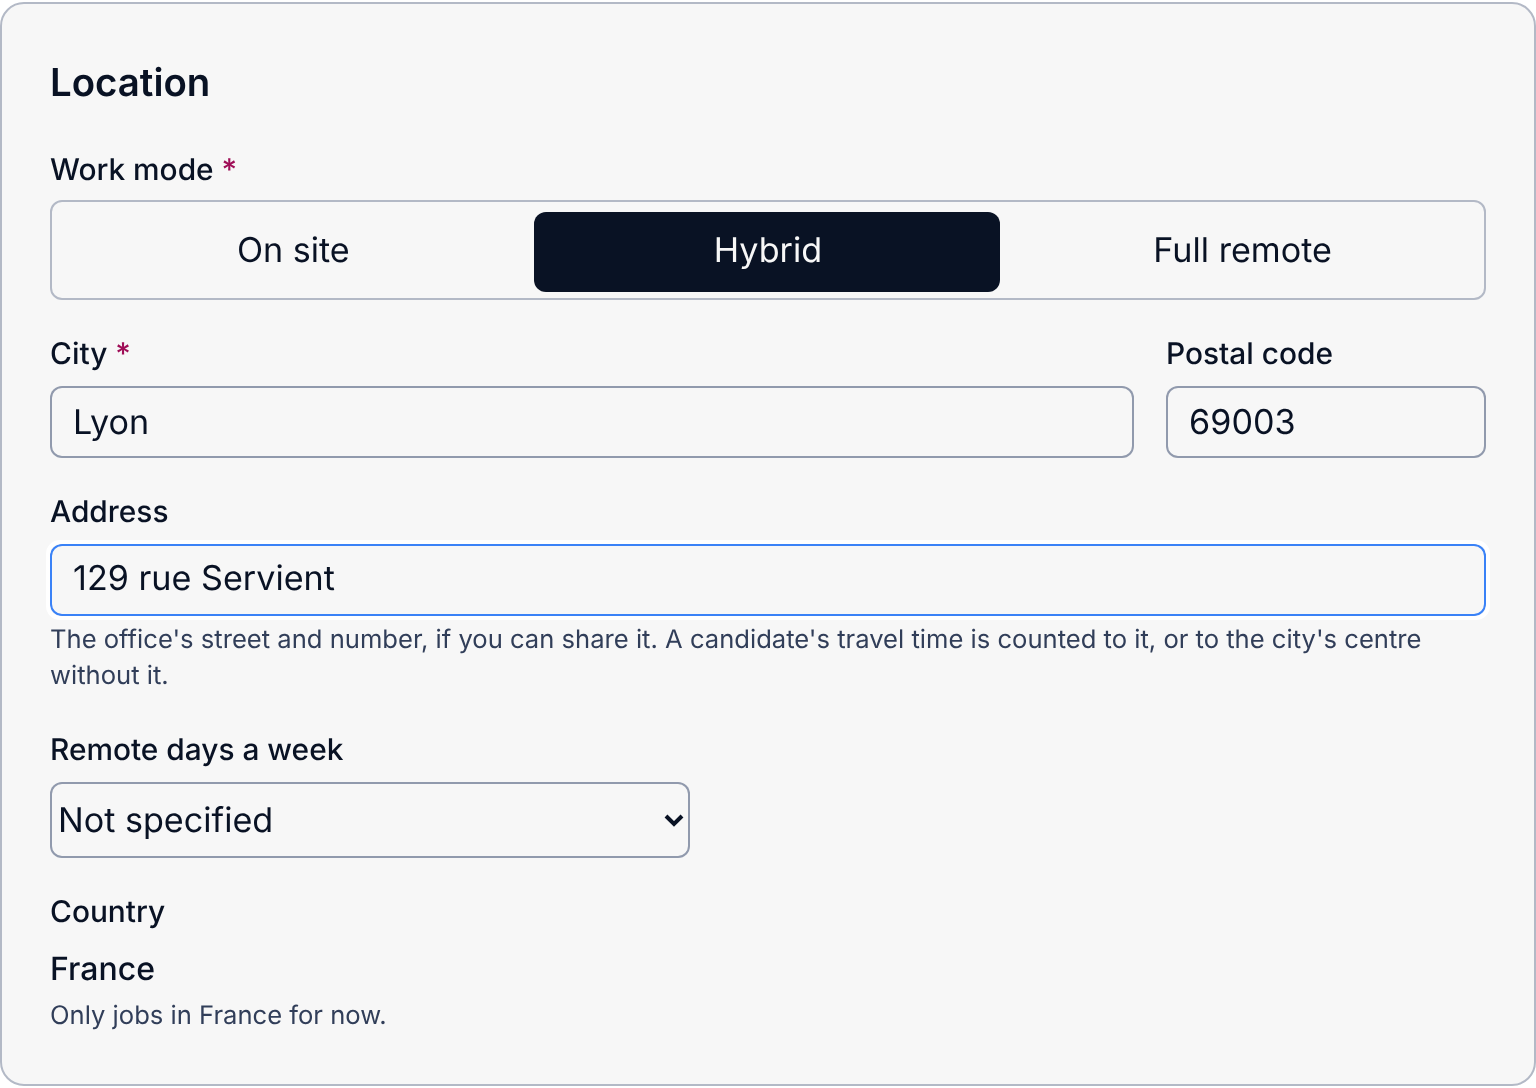 Location
Work mode *
On site
Hybrid
Full remote
City *
Postal code
Lyon
69003
Address
129 rue Servient
The office's street and number, if you can share it. A candidate's travel time is counted to it, or to the city's centre
without it.
Remote days a week
Not specified
Country
France
Only jobs in France for now.